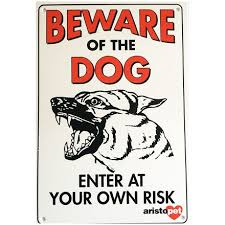 BEWARE
OF THE
DOG
ENTER AT
YOUR OWN RISK
aristopet